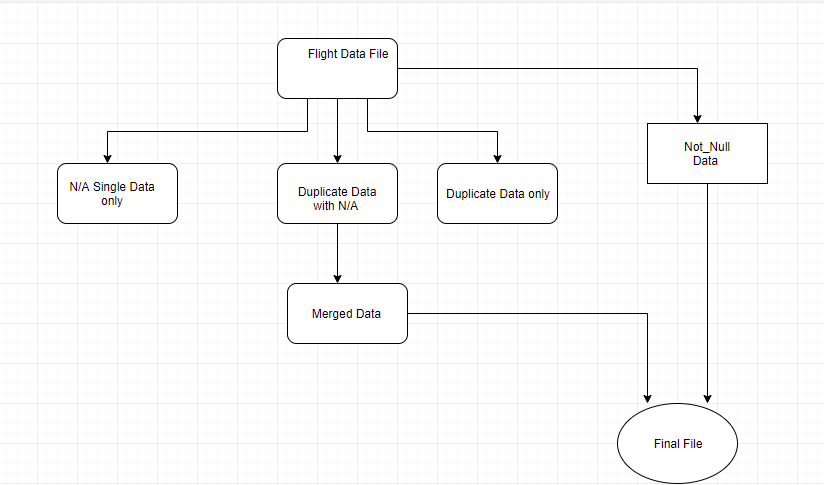 Flight Data File
Not_Null
Data
N/A Single Data
only
Duplicate Data
with N/A
Duplicate Data only
Merged Data
Final File